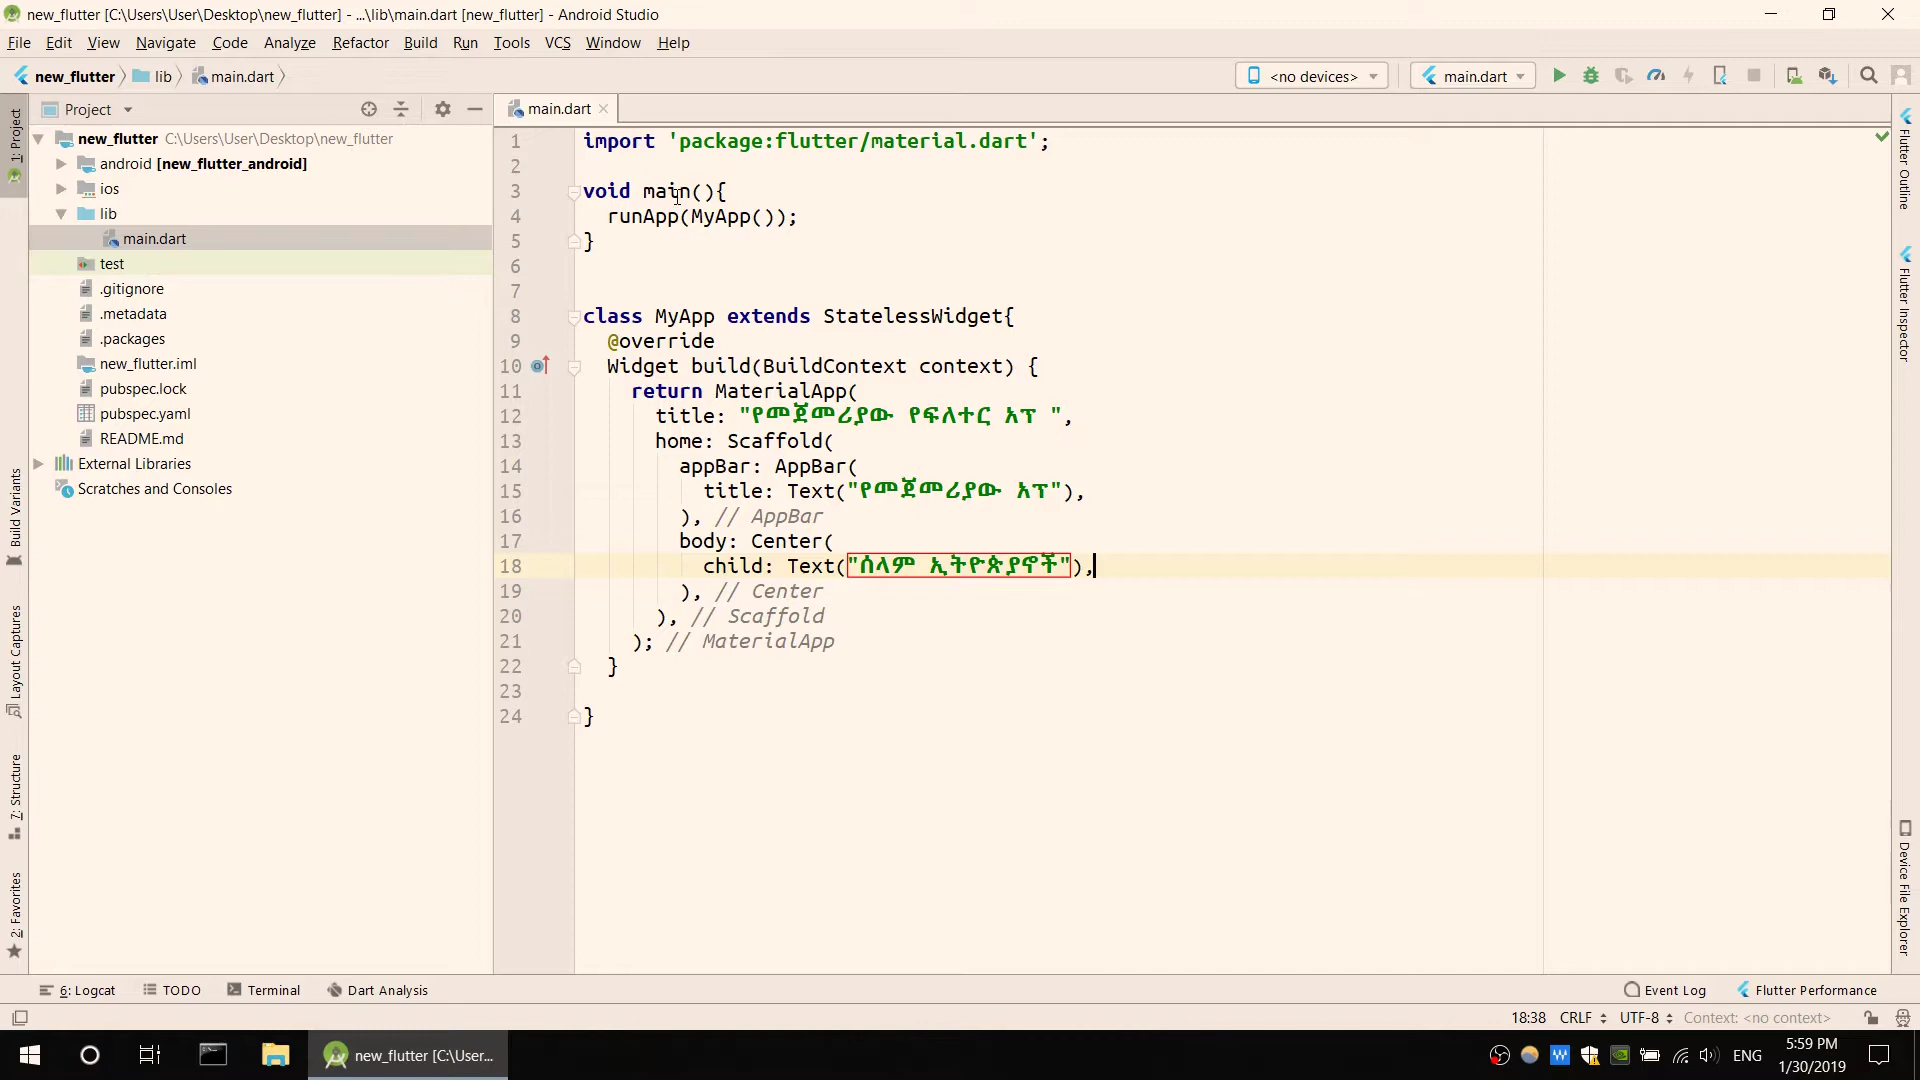 new_flutter [C:\Users\User\Desktop\new_flutter] - ...\lib\main.dart [new_flutter] - Android Studio
File Edit View Navigate Code Analyze Refactor Build Run Tools VCS Window Help
new_flutter lib main.dart <no devices> main.dart
Project main.dart
1: Project
Build Variants
Layout Captures
7: Structure
2: Favorites
new_flutter C:\Users\User\Desktop\new_flutter
android [new_flutter_android]
ios
lib
main.dart
test
.gitignore
.metadata
.packages
new_flutter.iml
pubspec.lock
pubspec.yaml
README.md
External Libraries
Scratches and Consoles
1 import 'package:flutter/material.dart';
2
3 void main(){
4 runApp(MyApp());
5 }
6
7
8 class MyApp extends StatelessWidget{
9 @override
10 Widget build(BuildContext context) {
11 return MaterialApp(
12 title: "የመጀመሪያው የፍለተር አፕ ",
13 home: Scaffold(
14 appBar: AppBar(
15 title: Text("የመጀመሪያው አፕ"),
16 ), // AppBar
17 body: Center(
18 child: Text("ሰላም ኢትዮጵያኖች"),
19 ), // Center
20 ), // Scaffold
21 ); // MaterialApp
22 }
23
24 }
Flutter Outline
Flutter Inspector
Device File Explorer
6: Logcat TODO Terminal Dart Analysis Event Log Flutter Performance
18:38 CRLF UTF-8 Context: <no context>
new_flutter [C:\User... ENG 5:59 PM
1/30/2019